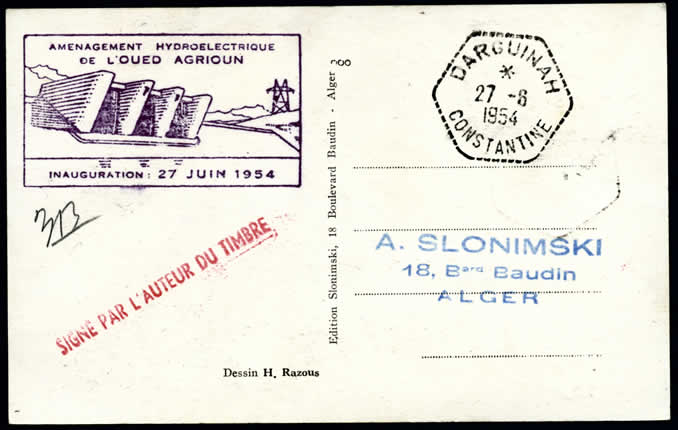 AMENAGEMENT HYDROELECTRIQUE
DE L'OUED AGRIOUN
INAUGURATION : 27 JUIN 1954
SIGNÉ PAR L'AUTEUR DU TIMBRE
Dessin H. Razous
Edition Slonimski, 18 Boulevard Baudin - Alger
DARGUINAH
*
27 -6
1954
CONSTANTINE
A. SLONIMSKI
18, Bard Baudin
ALGER